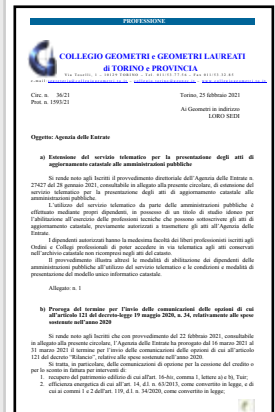 PROFESSIONE
COLLEGIO GEOMETRI e GEOMETRI LAUREATI
di TORINO e PROVINCIA
Via Toselli, 1 – 10129 TORINO – Tel 011/53.77.56 – Fax 011/53.32.85
Circ. n. 36/21
Torino, 25 febbraio 2021
Prot. n. 1593/21
Ai Geometri in indirizzo
LORO SEDI
Oggetto: Agenzia delle Entrate
a) Estensione del servizio telematico per la presentazione degli atti di
aggiornamento catastale alle amministrazioni pubbliche
Si rende noto agli Iscritti il provvedimento direttoriale dell'Agenzia delle Entrate n.
27427 del 28 gennaio 2021, consultabile in allegato alla presente circolare, di estensione del
servizio telematico per la presentazione degli atti di aggiornamento catastale alle
amministrazioni pubbliche.
L'utilizzo del servizio telematico da parte delle amministrazioni pubbliche è
effettuato mediante propri dipendenti, in possesso di un titolo di studio idoneo per
l'abilitazione all'esercizio delle professioni tecniche che possono sottoscrivere gli atti di
aggiornamento catastale, previamente autorizzati a trasmettere gli atti all'Agenzia delle
Entrate.
I dipendenti autorizzati hanno la medesima facoltà dei liberi professionisti iscritti agli
Ordini e Collegi professionali di poter accedere in via telematica agli atti conservati
nell'archivio catastale non ricompresi negli atti del catasto.
Il provvedimento illustra altresì le modalità di abilitazione dei dipendenti delle
amministrazioni pubbliche all'utilizzo del servizio telematico e le condizioni e modalità di
presentazione del modello unico informatico catastale.
Allegato: n. 1
b) Proroga del termine per l'invio delle comunicazioni delle opzioni di cui
all'articolo 121 del decreto-legge 19 maggio 2020, n. 34, relativamente alle spese
sostenute nell'anno 2020
Si rende noto agli Iscritti che con provvedimento del 22 febbraio 2021, consultabile
in allegato alla presente circolare, l'Agenzia delle Entrate ha prorogato dal 16 marzo 2021 al
31 marzo 2021 il termine per l'invio delle comunicazioni delle opzioni di cui all'articolo
121 del decreto "Rilancio", relative alle spese sostenute nell'anno 2020.
Si tratta, in particolare, delle comunicazioni di opzione per la cessione del credito o
per lo sconto in fattura per interventi di:
1. recupero del patrimonio edilizio di cui all'art. 16-bis, comma 1, lettere a) e b), Tuir;
2. efficienza energetica di cui all'art. 14, d.l. n. 63/2013, come convertito in legge, e di
cui ai commi 1 e 2 dell'art. 119, d.l. n. 34/2020, come convertito in legge;